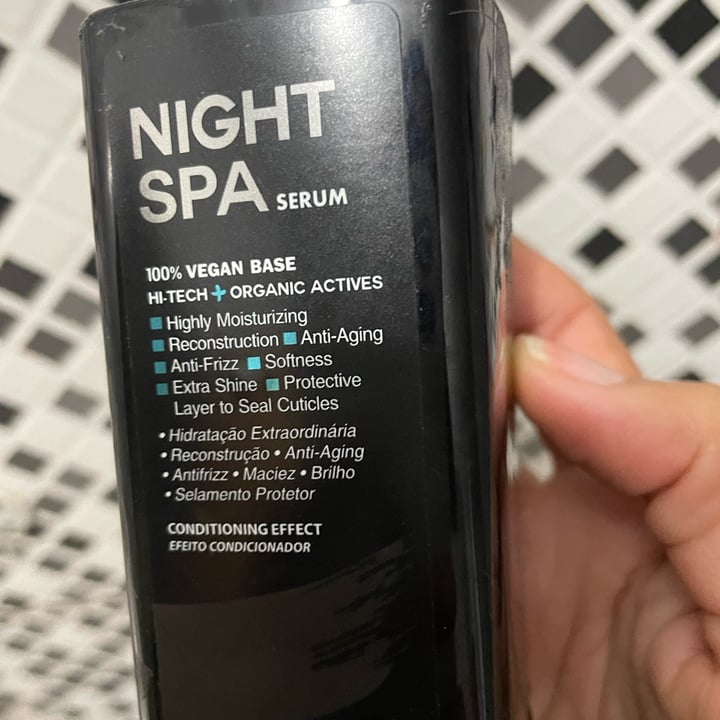 NIGHT
SPA SERUM
100% VEGAN BASE
HI-TECH + ORGANIC ACTIVES
■ Highly Moisturizing
■ Reconstruction ■ Anti-Aging
■ Anti-Frizz ■ Softness
■ Extra Shine ■ Protective
Layer to Seal Cuticles
• Hidratação Extraordinária
• Reconstrução • Anti-Aging
• Antifrizz • Maciez • Brilho
• Selamento Protetor
CONDITIONING EFFECT
EFEITO CONDICIONADOR